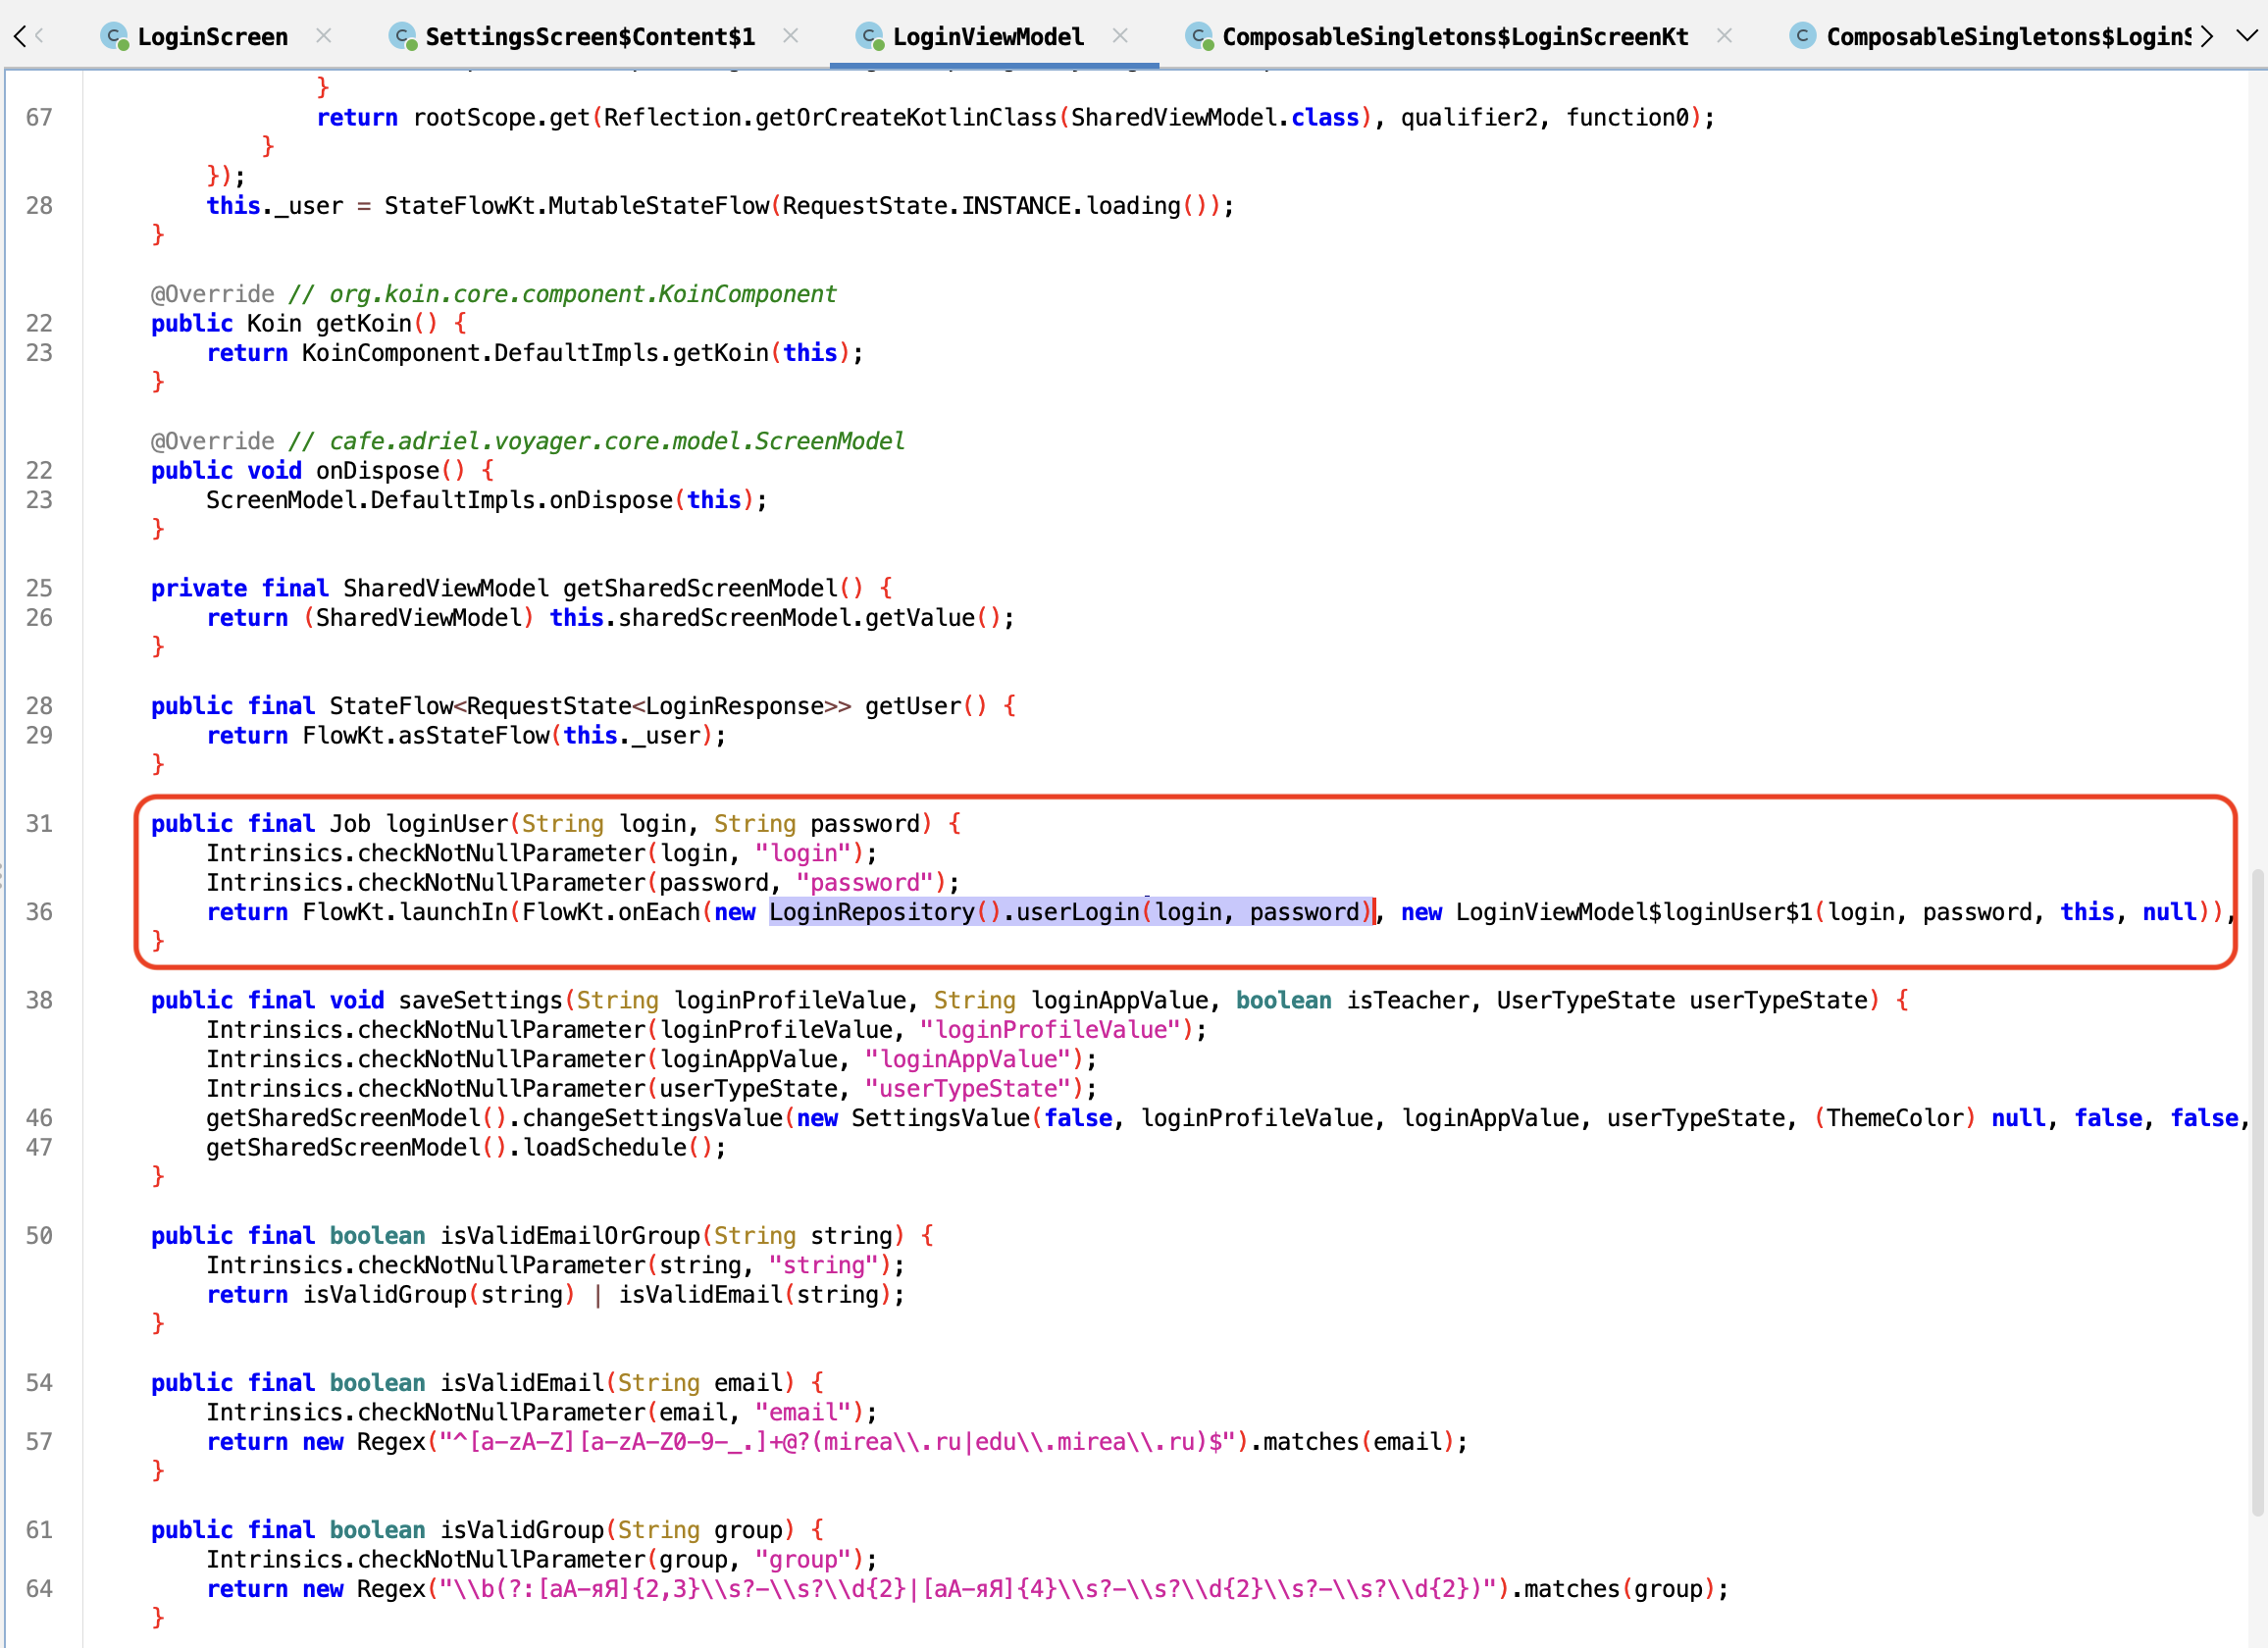 LoginScreen SettingsScreen$Content$1 LoginViewModel ComposableSingletons$LoginScreenKt ComposableSingletons$LoginS
}
67 return rootScope.get(Reflection.getOrCreateKotlinClass(SharedViewModel.class), qualifier2, function0);
}
});
28 this._user = StateFlowKt.MutableStateFlow(RequestState.INSTANCE.loading());
}
@Override // org.koin.core.component.KoinComponent
22 public Koin getKoin() {
23 return KoinComponent.DefaultImpls.getKoin(this);
}
@Override // cafe.adriel.voyager.core.model.ScreenModel
22 public void onDispose() {
23 ScreenModel.DefaultImpls.onDispose(this);
}
25 private final SharedViewModel getSharedScreenModel() {
26 return (SharedViewModel) this.sharedScreenModel.getValue();
}
28 public final StateFlow<RequestState<LoginResponse>> getUser() {
29 return FlowKt.asStateFlow(this._user);
}
31 public final Job loginUser(String login, String password) {
Intrinsics.checkNotNullParameter(login, "login");
Intrinsics.checkNotNullParameter(password, "password");
36 return FlowKt.launchIn(FlowKt.onEach(new LoginRepository().userLogin(login, password), new LoginViewModel$loginUser$1(login, password, this, null)),
}
38 public final void saveSettings(String loginProfileValue, String loginAppValue, boolean isTeacher, UserTypeState userTypeState) {
Intrinsics.checkNotNullParameter(loginProfileValue, "loginProfileValue");
Intrinsics.checkNotNullParameter(loginAppValue, "loginAppValue");
Intrinsics.checkNotNullParameter(userTypeState, "userTypeState");
46 getSharedScreenModel().changeSettingsValue(new SettingsValue(false, loginProfileValue, loginAppValue, userTypeState, (ThemeColor) null, false, false,
47 getSharedScreenModel().loadSchedule();
}
50 public final boolean isValidEmailOrGroup(String string) {
Intrinsics.checkNotNullParameter(string, "string");
return isValidGroup(string) | isValidEmail(string);
}
54 public final boolean isValidEmail(String email) {
Intrinsics.checkNotNullParameter(email, "email");
57 return new Regex("^[a-zA-Z][a-zA-Z0-9-_.]+@?(mirea\\.ru|edu\\.mirea\\.ru)$").matches(email);
}
61 public final boolean isValidGroup(String group) {
Intrinsics.checkNotNullParameter(group, "group");
64 return new Regex("\\b(?:[аА-яЯ]{2,3}\\s?-\\s?\\d{2}|[аА-яЯ]{4}\\s?-\\s?\\d{2}\\s?-\\s?\\d{2})").matches(group);
}